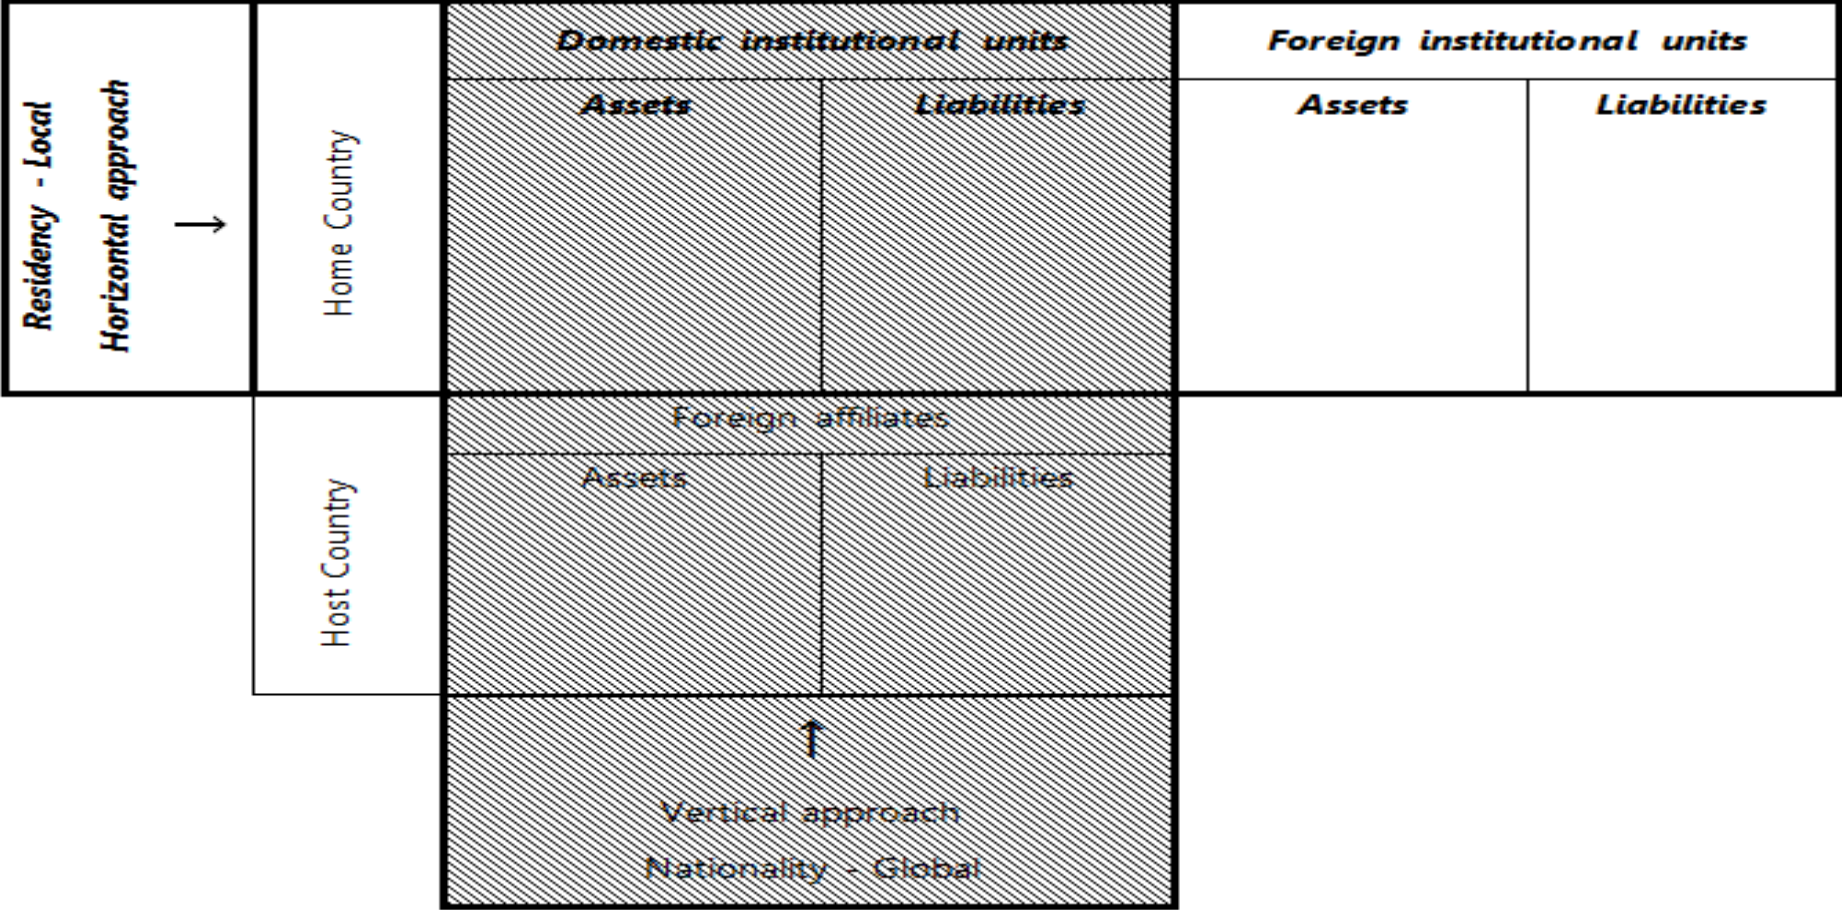 Residency - Local
Horizontal approach
→
Home Country
Domestic institutional units
Foreign institutional units
Assets
Liabilities
Assets
Liabilities
Host Country
Foreign affiliates
Assets
Liabilities
↑
Vertical approach
Nationality - Global